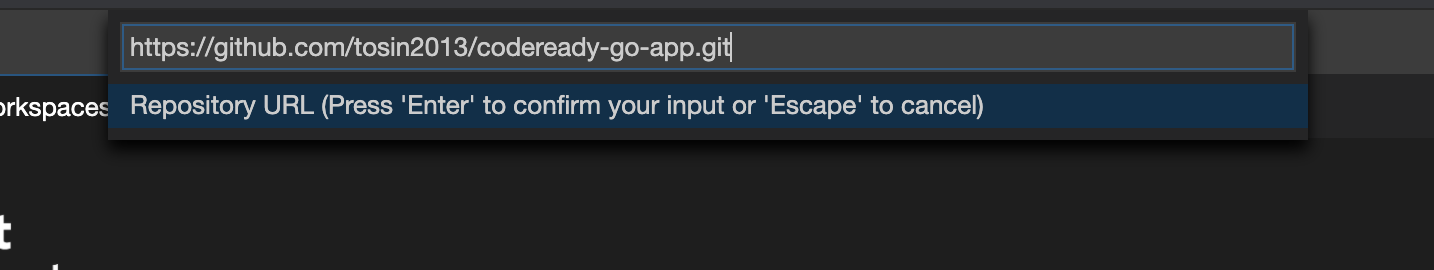 https://github.com/tosin2013/codeready-go-app.git
Repository URL (Press 'Enter' to confirm your input or 'Escape' to cancel)
orkspaces
t